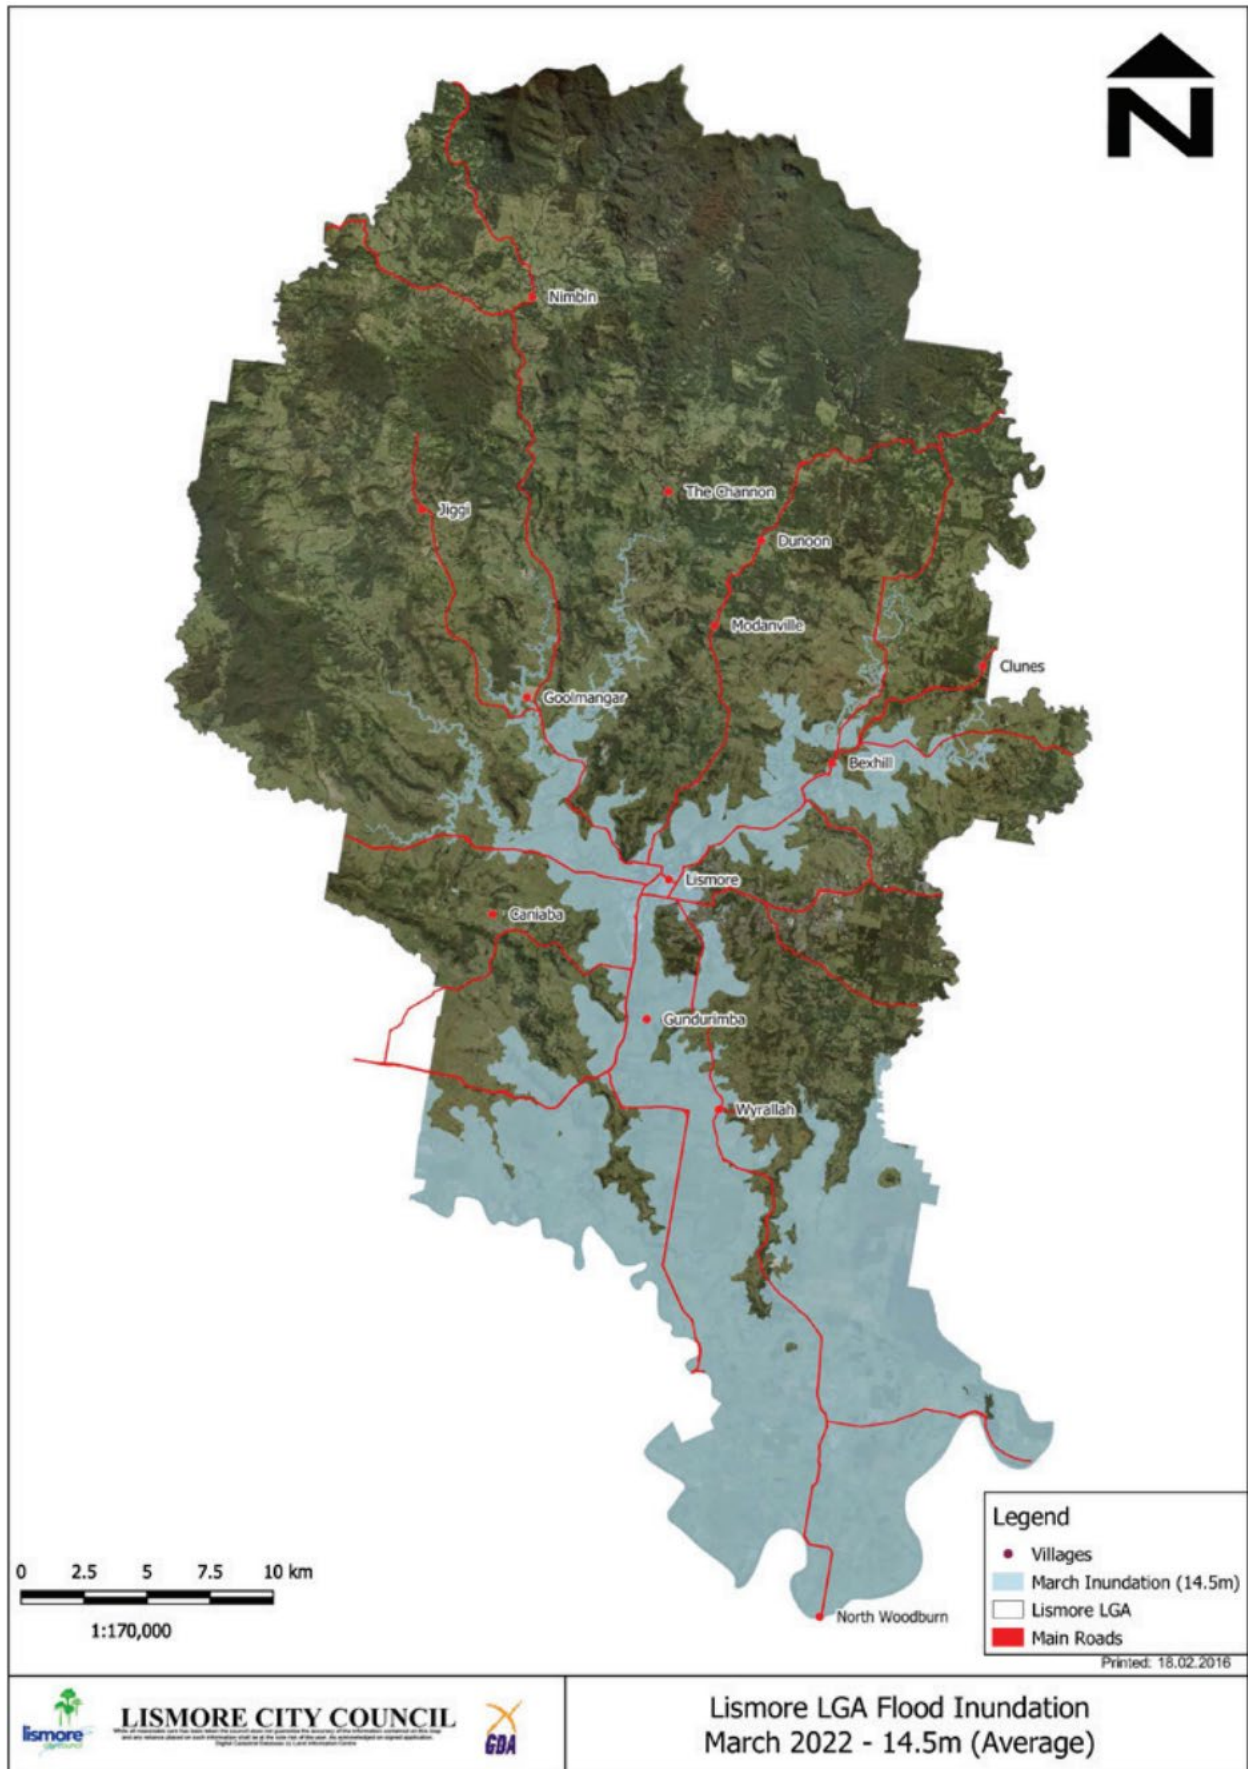 N
Nimbin
The Channon
Jiggi
Dunoon
Modanville
Clunes
Goolmangar
Bexhill
Lismore
Caniaba
Gundurimba
Wyrallah
North Woodburn
Legend
Villages
March Inundation (14.5m)
Lismore LGA
Main Roads
0 2.5 5 7.5 10 km
1:170,000
Printed: 18.02.2016
lismore
city council
LISMORE CITY COUNCIL
GDA
Lismore LGA Flood Inundation
March 2022 - 14.5m (Average)